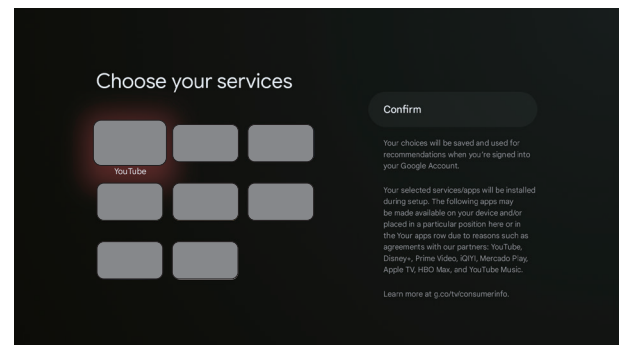 Choose your services
YouTube
Confirm
Your choices will be saved and used for
recommendations when you're signed into
your Google Account.
Your selected services/apps will be installed
during setup. The following apps may
be made available on your device and/or
placed in a particular position here or in
the Your apps row due to reasons such as
agreements with our partners: YouTube,
Disney+, Prime Video, iQIYI, Mercado Play,
Apple TV, HBO Max, and YouTube Music.
Learn more at g.co/tv/consumerinfo.